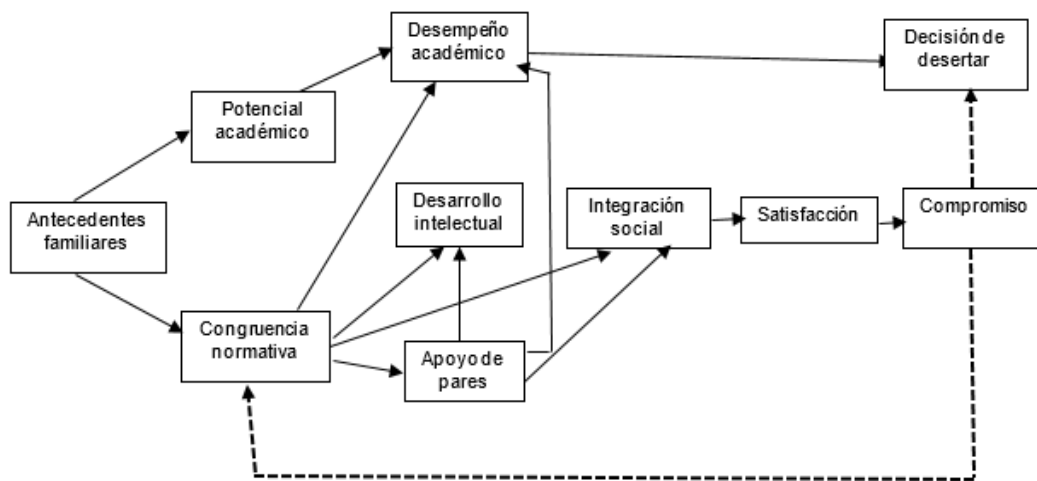 Desempeño
académico
Decisión de
desertar
Potencial
académico
Antecedentes
familiares
Desarrollo
intelectual
Integración
social
Satisfacción
Compromiso
Congruencia
normativa
Apoyo de
pares